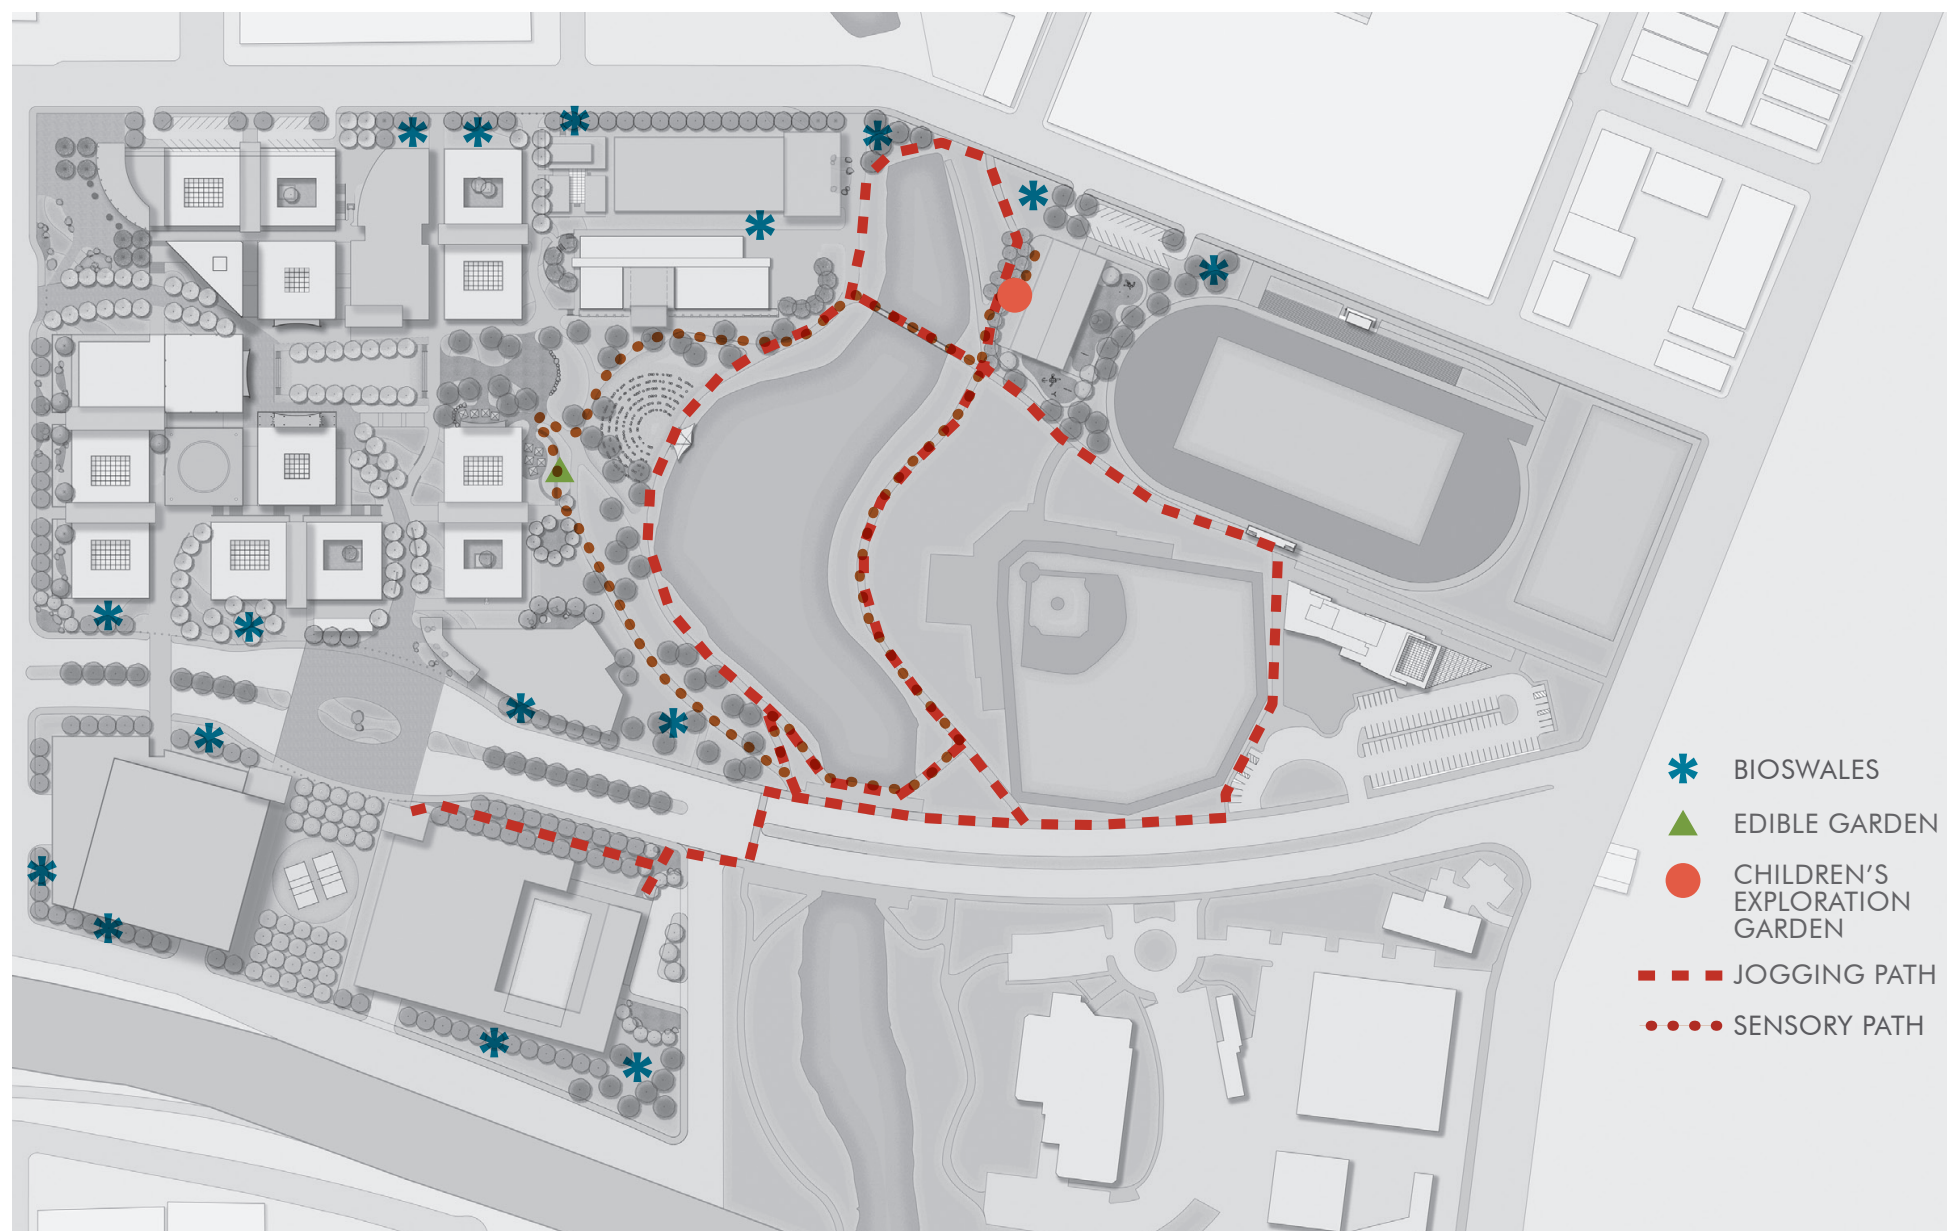 BIOSWALES
EDIBLE GARDEN
CHILDREN'S
EXPLORATION
GARDEN
JOGGING PATH
SENSORY PATH